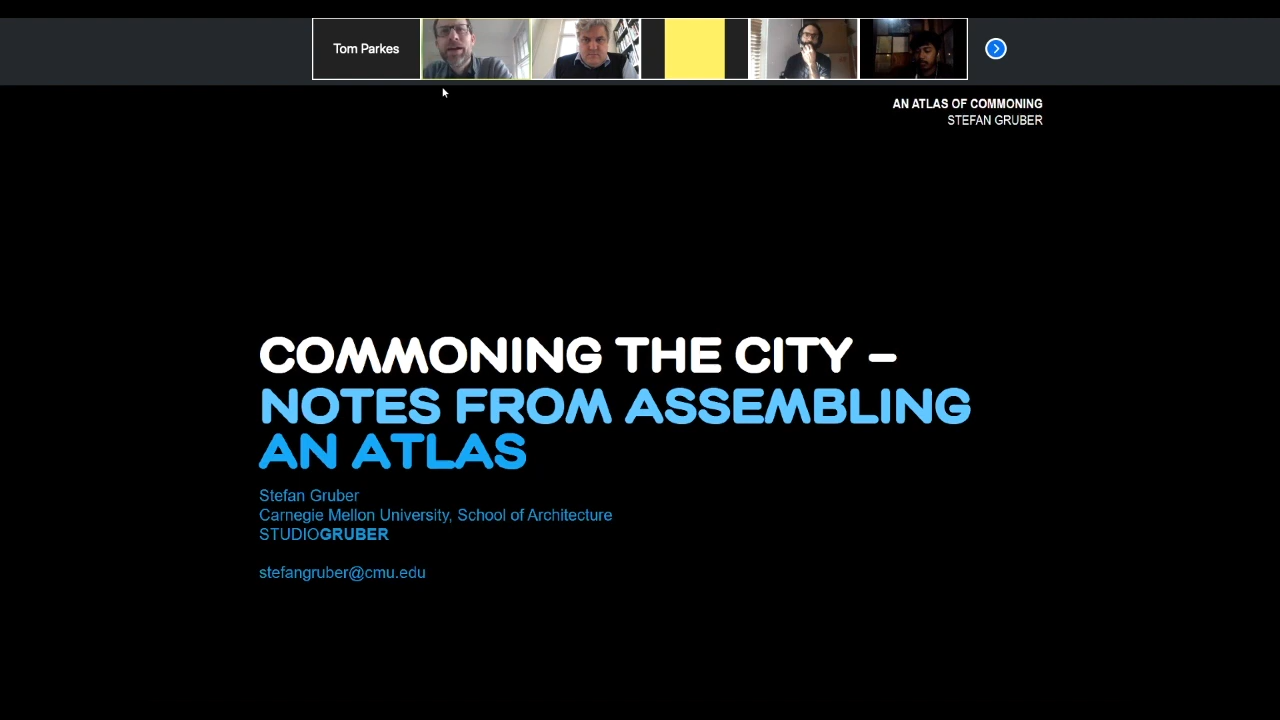 Tom Parkes
AN ATLAS OF COMMONING
STEFAN GRUBER
COMMONING THE CITY –
NOTES FROM ASSEMBLING
AN ATLAS
Stefan Gruber
Carnegie Mellon University, School of Architecture
STUDIOGRUBER
stefangruber@cmu.edu